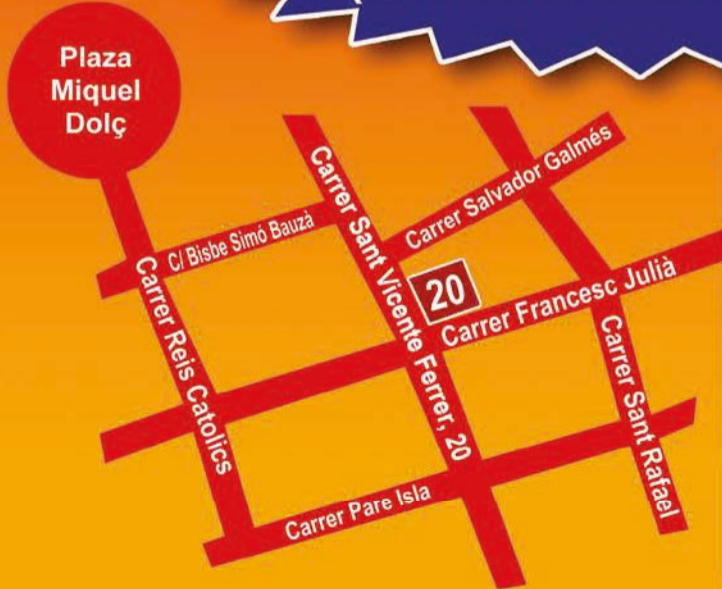 Plaza
Miquel
Dolç
Carrer Salvador Galmés
C/ Bisbe Simó Bauzà
Carrer Sant Vicente Ferrer, 20
20
Carrer Francesc Julià
Carrer Reis Catolics
Carrer Sant Rafael
Carrer Pare Isla